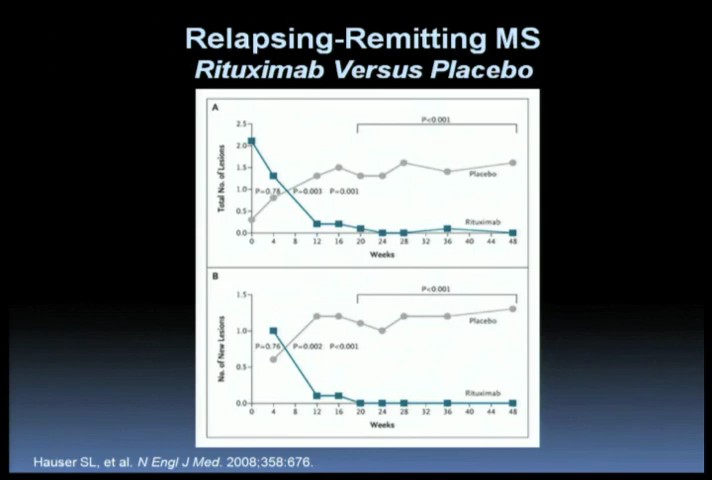 Relapsing-Remitting MS
Rituximab Versus Placebo
A
P<0.001
2.5
2.0
1.5
1.0
0.5
0.0
Total No. of Lesions
P=0.78 P=0.003 P=0.001
Placebo
Rituximab
0 4 8 12 16 20 24 28 32 36 40 44 48
Weeks
B
P<0.001
1.5
1.0
0.5
0.0
No. of New Lesions
P=0.76 P=0.002 P<0.001
Placebo
Rituximab
0 4 8 12 16 20 24 28 32 36 40 44 48
Weeks
Hauser SL, et al. N Engl J Med. 2008;358:676.